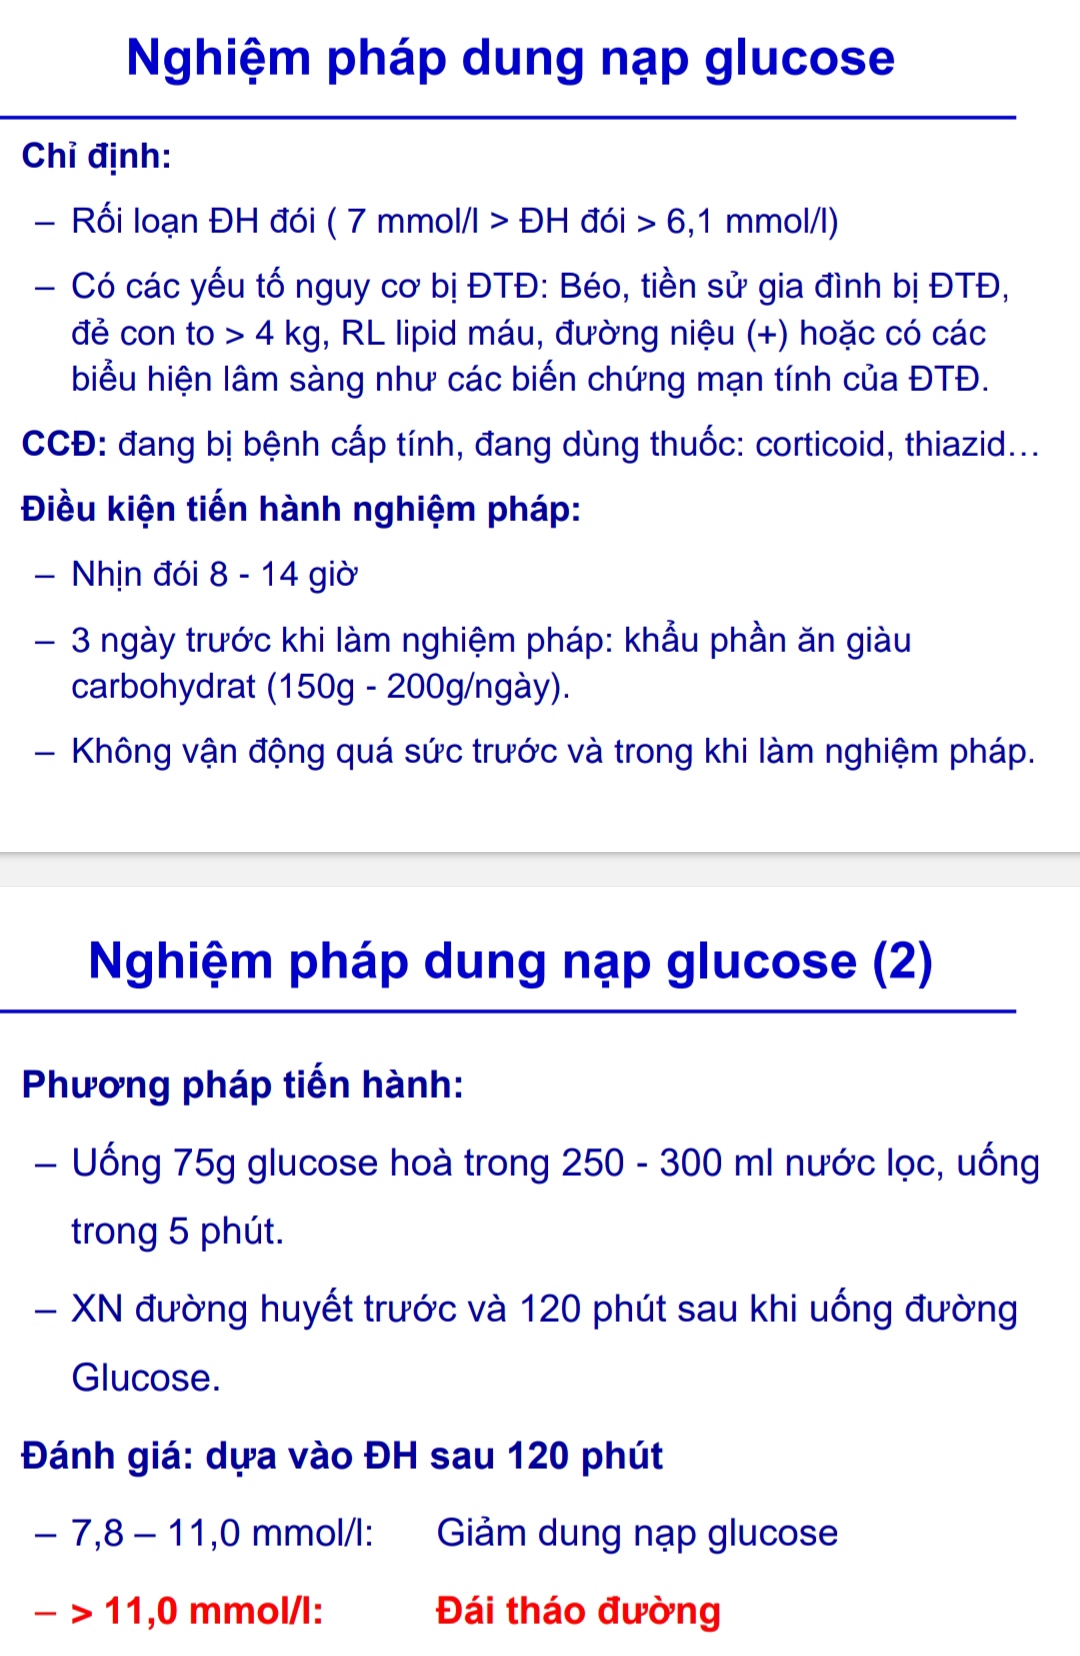 Nghiệm pháp dung nạp glucose
Chỉ định:
– Rối loạn ĐH đói ( 7 mmol/l > ĐH đói > 6,1 mmol/l)
– Có các yếu tố nguy cơ bị ĐTĐ: Béo, tiền sử gia đình bị ĐTĐ,
đẻ con to > 4 kg, RL lipid máu, đường niệu (+) hoặc có các
biểu hiện lâm sàng như các biến chứng mạn tính của ĐTĐ.
CCĐ: đang bị bệnh cấp tính, đang dùng thuốc: corticoid, thiazid...
Điều kiện tiến hành nghiệm pháp:
– Nhịn đói 8 - 14 giờ
– 3 ngày trước khi làm nghiệm pháp: khẩu phần ăn giàu
carbohydrat (150g - 200g/ngày).
– Không vận động quá sức trước và trong khi làm nghiệm pháp.
Nghiệm pháp dung nạp glucose (2)
Phương pháp tiến hành:
– Uống 75g glucose hoà trong 250 - 300 ml nước lọc, uống
trong 5 phút.
– XN đường huyết trước và 120 phút sau khi uống đường
Glucose.
Đánh giá: dựa vào ĐH sau 120 phút
– 7,8 – 11,0 mmol/l: Giảm dung nạp glucose
– > 11,0 mmol/l: Đái tháo đường